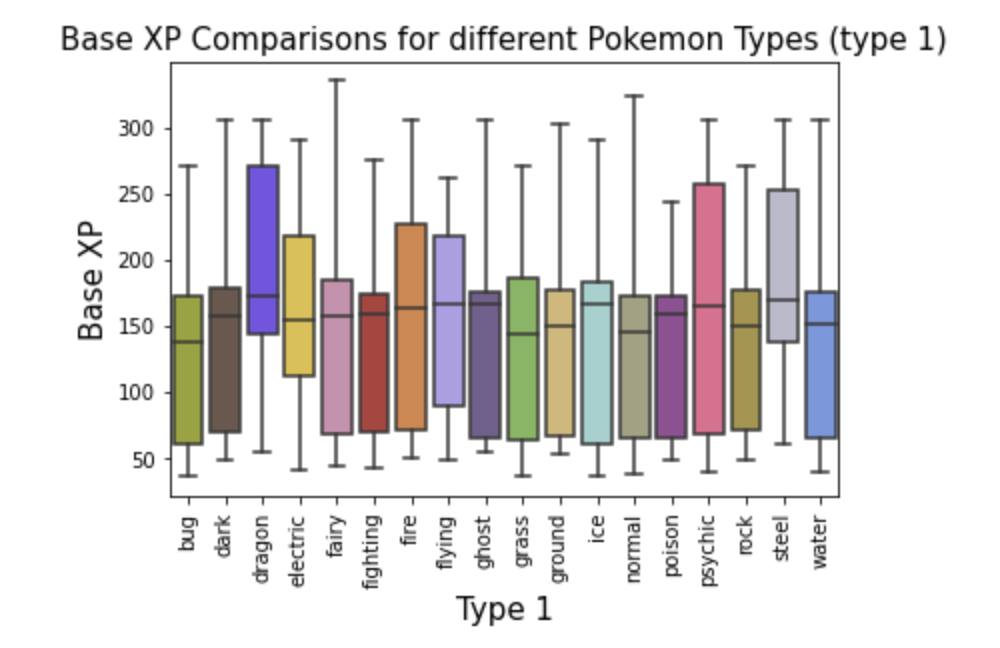 Base XP Comparisons for different Pokemon Types (type 1)
Base XP
300
250
200
150
100
50
bug
dark
dragon
electric
fairy
fighting
fire
flying
ghost
grass
ground
ice
normal
poison
psychic
rock
steel
water
Type 1